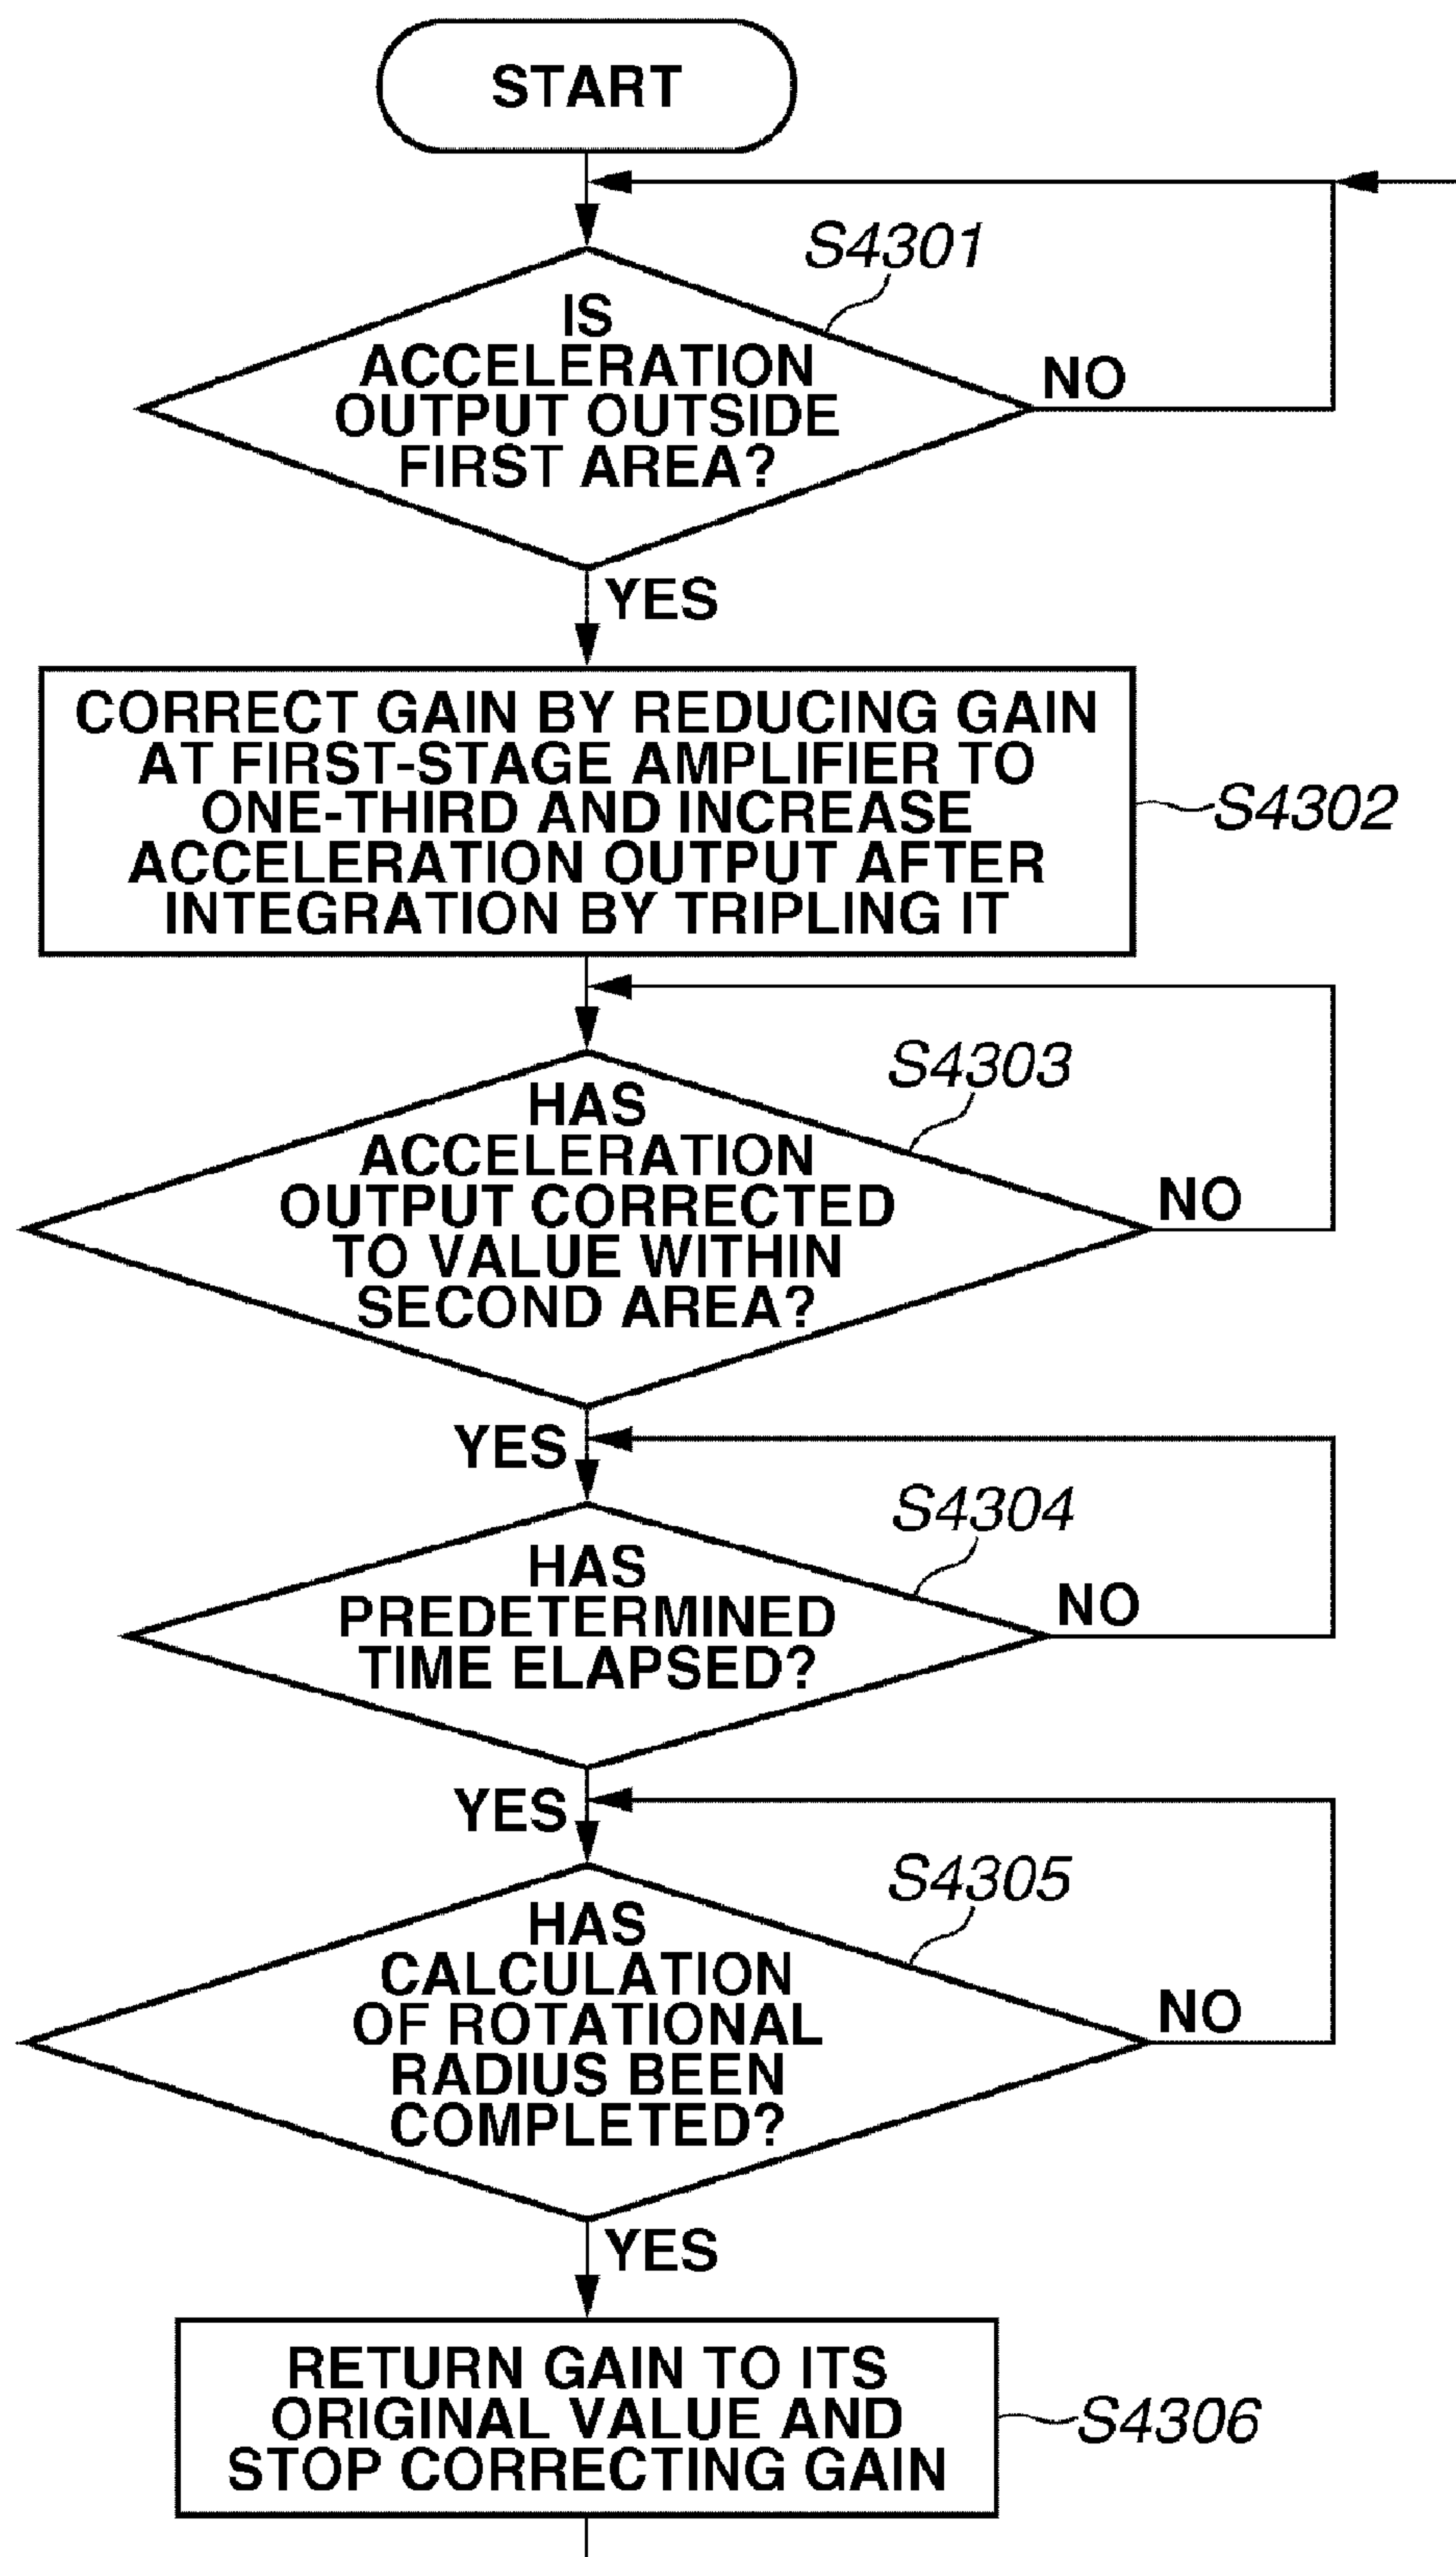 START
S4301
IS
ACCELERATION
OUTPUT OUTSIDE
FIRST AREA?
NO
YES
CORRECT GAIN BY REDUCING GAIN
AT FIRST-STAGE AMPLIFIER TO
ONE-THIRD AND INCREASE
ACCELERATION OUTPUT AFTER
INTEGRATION BY TRIPLING IT
S4302
S4303
HAS
ACCELERATION
OUTPUT CORRECTED
TO VALUE WITHIN
SECOND AREA?
NO
YES
S4304
HAS
PREDETERMINED
TIME ELAPSED?
NO
YES
S4305
HAS
CALCULATION
OF ROTATIONAL
RADIUS BEEN
COMPLETED?
NO
YES
RETURN GAIN TO ITS
ORIGINAL VALUE AND
STOP CORRECTING GAIN
S4306